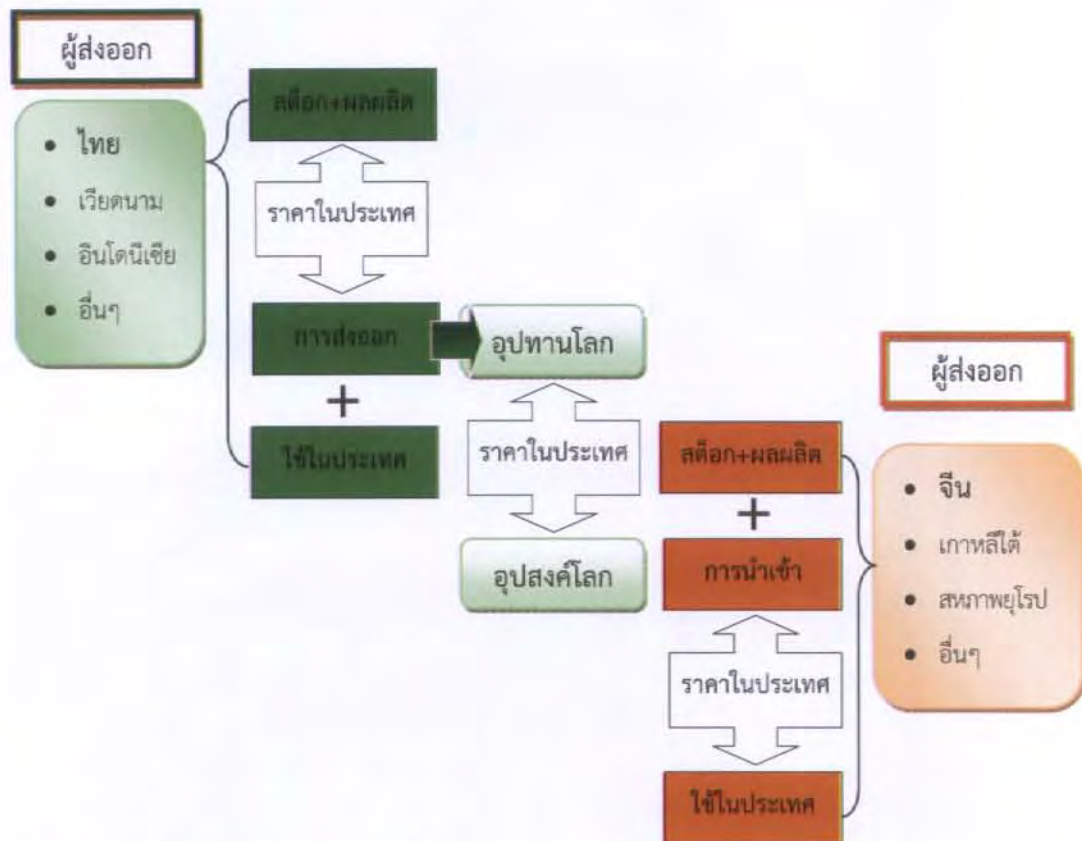 ผู้ส่งออก
• ไทย
• เวียดนาม
• อินโดนีเซีย
• อื่นๆ
สต็อก+ผลผลิต
ราคาในประเทศ
การส่งออก
+
ใช้ในประเทศ
อุปทานโลก
ราคาในประเทศ
อุปสงค์โลก
ผู้ส่งออก
• จีน
• เกาหลีใต้
• สหภาพยุโรป
• อื่นๆ
สต็อก+ผลผลิต
+
การนำเข้า
ราคาในประเทศ
ใช้ในประเทศ